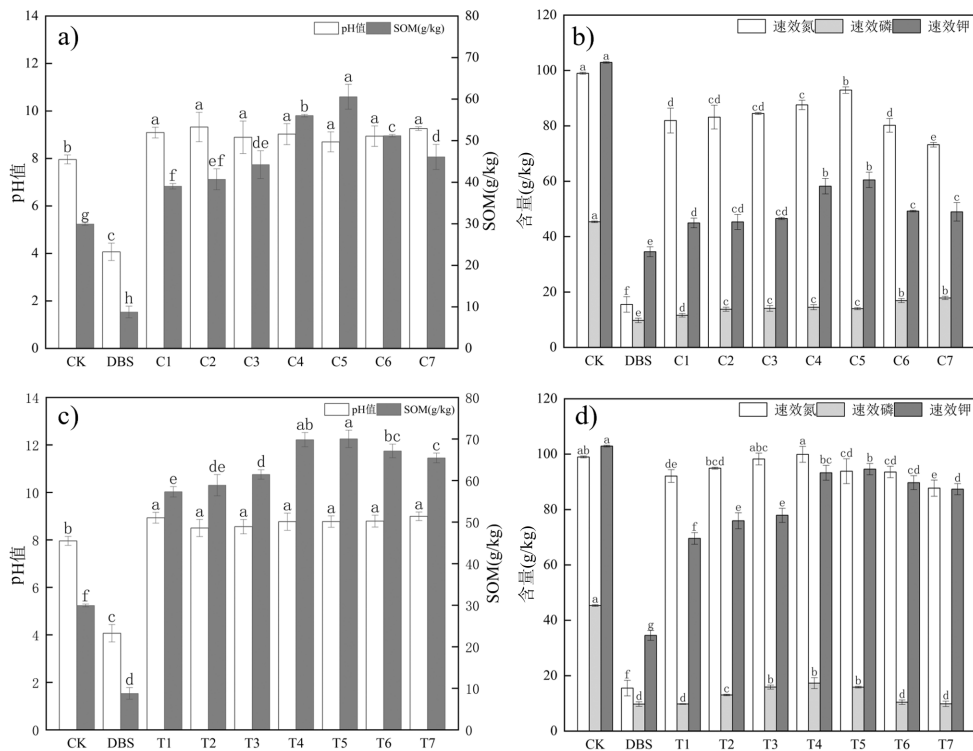 a)
pH值 SOM(g/kg)
14
12
10
8
6
4
2
0
pH值
80
70
60
50
40
30
20
10
0
SOM(g/kg)
b g c h a f a ef a de a b a a a c a d
CK DBS C1 C2 C3 C4 C5 C6 C7
b)
速效氮 速效磷 速效钾
120
100
80
60
40
20
0
含量(g/kg)
a a a f e e d d c cd c cd cd c cd c c b b c b d b c e b c
CK DBS C1 C2 C3 C4 C5 C6 C7
c)
pH值 SOM(g/kg)
14
12
10
8
6
4
2
0
pH值
80
70
60
50
40
30
20
10
0
SOM(g/kg)
b f c d a e a de a d a ab a a a bc a c
CK DBS T1 T2 T3 T4 T5 T6 T7
d)
速效氮 速效磷 速效钾
120
100
80
60
40
20
0
含量(g/kg)
ab a a f d g de d f bcd c e abc b e a b bc cd b b cd d cd e d d
CK DBS T1 T2 T3 T4 T5 T6 T7